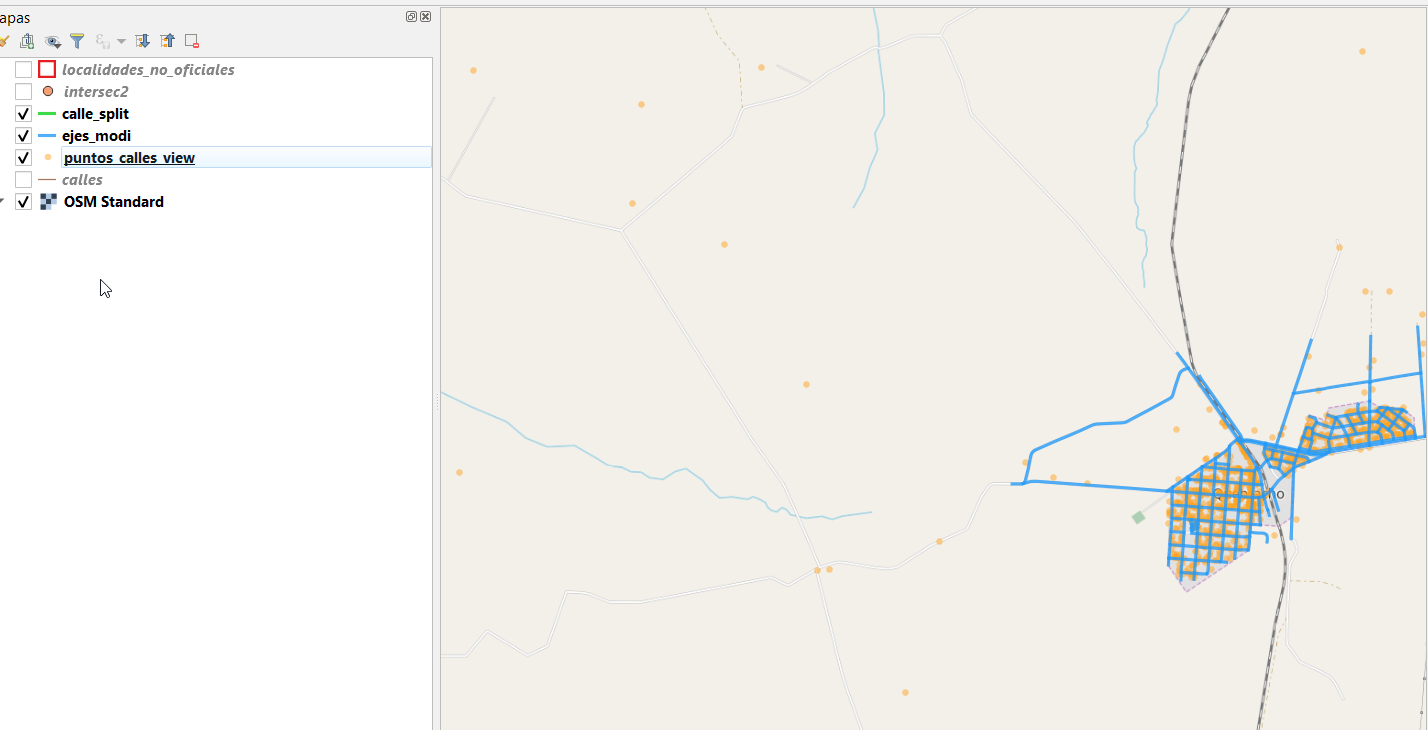 apas
localidades_no_oficiales
intersec2
calle_split
ejes_modi
puntos_calles_view
calles
OSM Standard